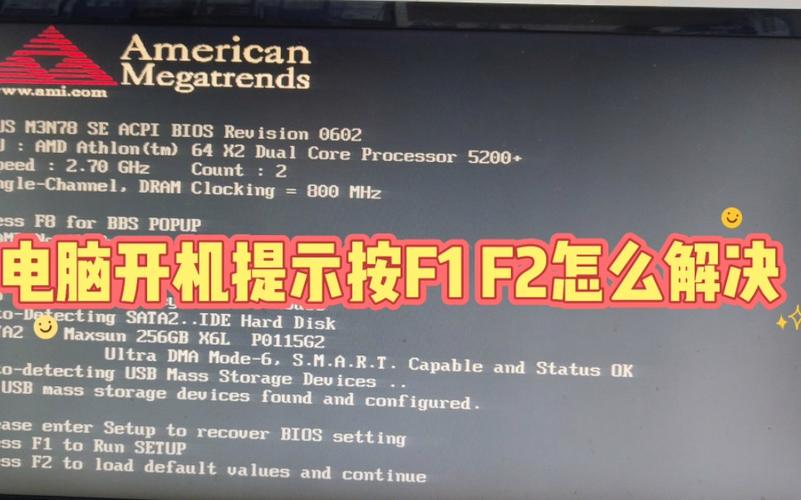 American
Megatrends
www.ami.com
US M3N78 SE ACPI BIOS Revision 0602
U : AMD Athlon(tm) 64 X2 Dual Core Processor 5200+
peed : 2.70 GHz Count : 2
ngle-Channel, DRAM Clocking = 800 MHz
ess F8 for BBS POPUP
电脑开机提示按F1 F2怎么解决
to-Detecting SATA2..IDE Hard Disk
TA2 Maxsun 256GB X6L P0115G2
Ultra DMA Mode-6, S.M.A.R.T. Capable and Status OK
to-detecting USB Mass Storage Devices ..
USB mass storage devices found and configured.
ease enter Setup to recover BIOS setting
ess F1 to Run SETUP
ess F2 to load default values and continue